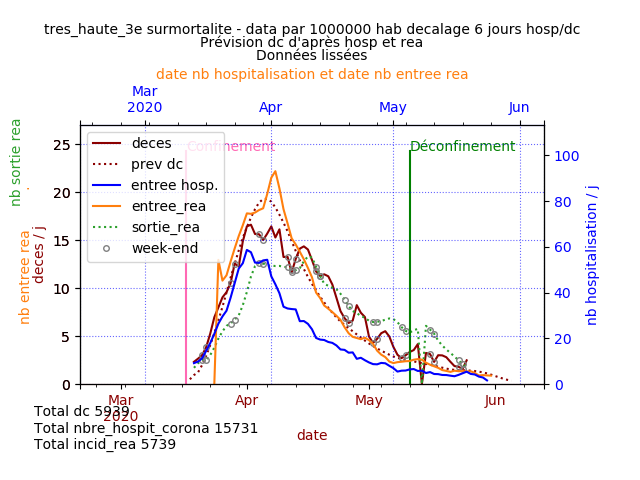 tres_haute_3e surmortalite - data par 1000000 hab decalage 6 jours hosp/dc
Prévision dc d'après hosp et rea
Données lissées
date nb hospitalisation et date nb entree rea
Mar
2020
Apr
May
Jun
nb sortie rea
nb entree rea
deces / j
25
20
15
10
5
0
Confinement
Déconfinement
deces
prev dc
entree hosp.
entree_rea
sortie_rea
week-end
100
80
60
40
20
0
nb hospitalisation / j
Mar
2020
Apr
May
Jun
date
Total dc 5939
Total nbre_hospit_corona 15731
Total incid_rea 5739